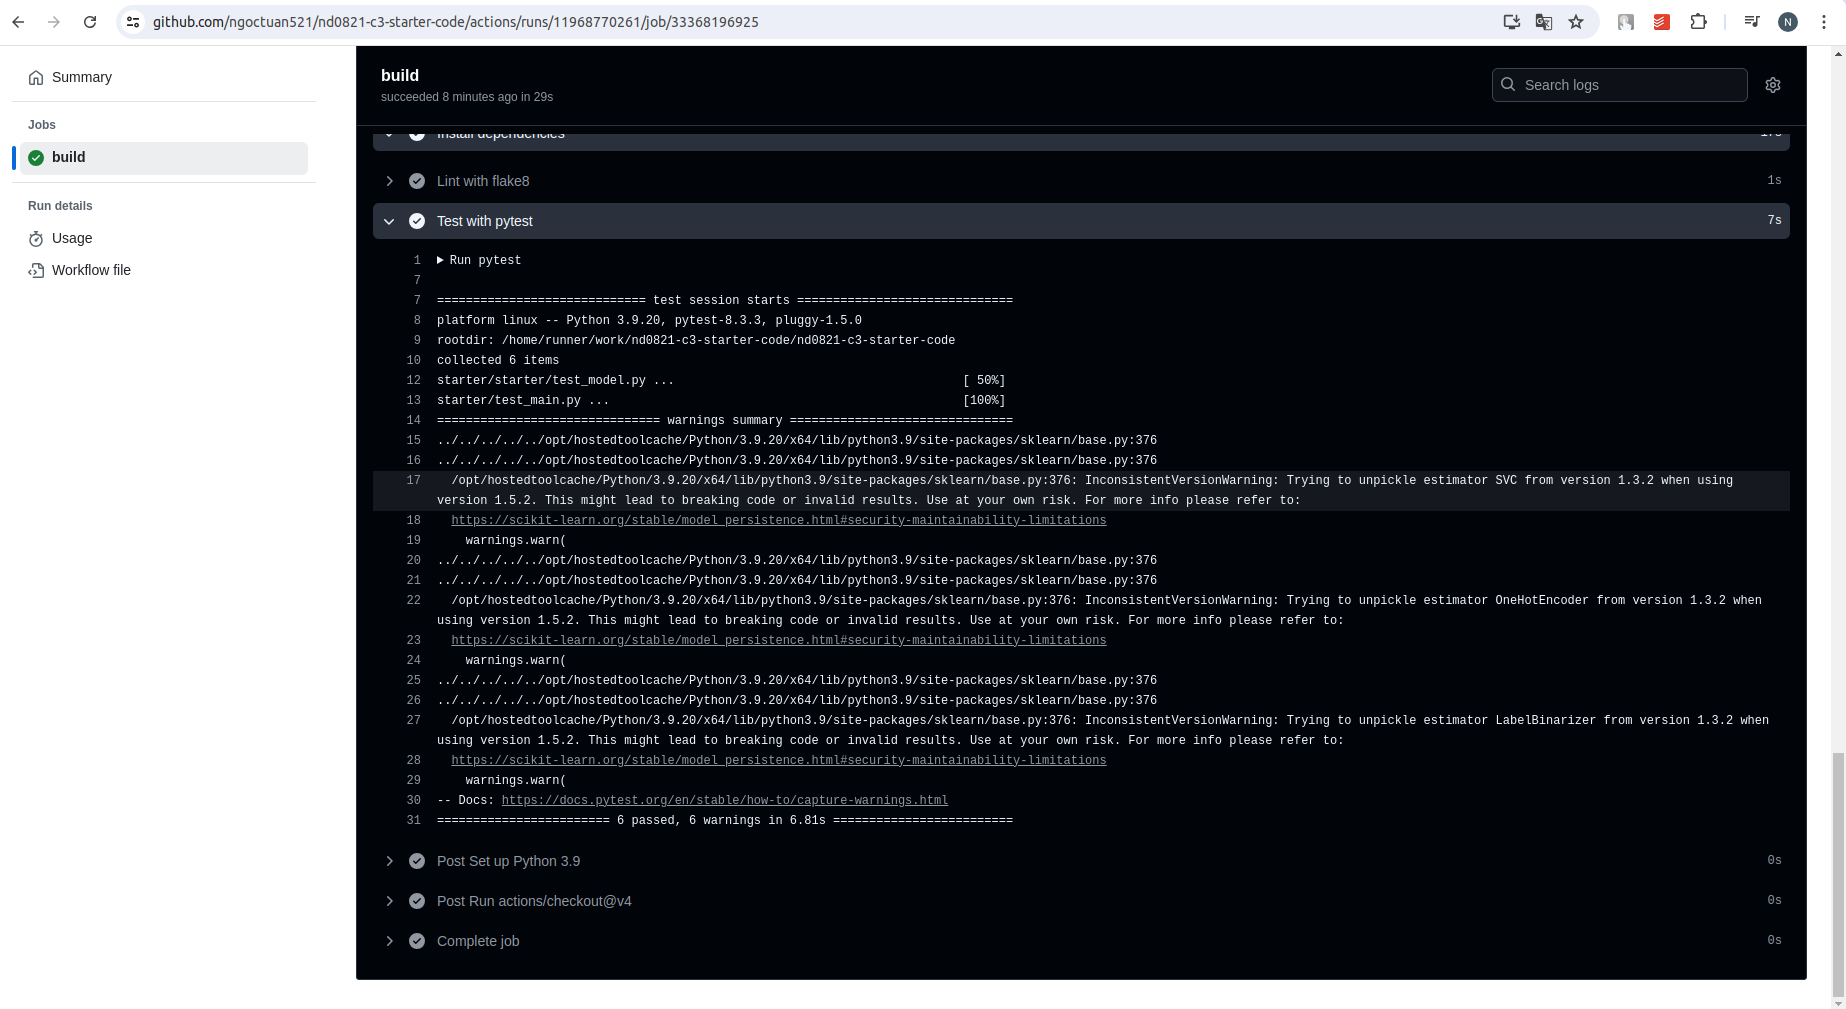 github.com/ngoctuan521/nd0821-c3-starter-code/actions/runs/11968770261/job/33368196925
N
Summary
Jobs
build
Run details
Usage
Workflow file
build
succeeded 8 minutes ago in 29s
Search logs
Install dependencies
Lint with flake8 1s
Test with pytest 7s
1 Run pytest
7
7 ============================= test session starts ==============================
8 platform linux -- Python 3.9.20, pytest-8.3.3, pluggy-1.5.0
9 rootdir: /home/runner/work/nd0821-c3-starter-code/nd0821-c3-starter-code
10 collected 6 items
12 starter/starter/test_model.py ... [ 50%]
13 starter/test_main.py ... [100%]
14 =============================== warnings summary ===============================
15 ../../../../../opt/hostedtoolcache/Python/3.9.20/x64/lib/python3.9/site-packages/sklearn/base.py:376
16 ../../../../../opt/hostedtoolcache/Python/3.9.20/x64/lib/python3.9/site-packages/sklearn/base.py:376
17 /opt/hostedtoolcache/Python/3.9.20/x64/lib/python3.9/site-packages/sklearn/base.py:376: InconsistentVersionWarning: Trying to unpickle estimator SVC from version 1.3.2 when using
version 1.5.2. This might lead to breaking code or invalid results. Use at your own risk. For more info please refer to:
18 https://scikit-learn.org/stable/model_persistence.html#security-maintainability-limitations
19 warnings.warn(
20 ../../../../../opt/hostedtoolcache/Python/3.9.20/x64/lib/python3.9/site-packages/sklearn/base.py:376
21 ../../../../../opt/hostedtoolcache/Python/3.9.20/x64/lib/python3.9/site-packages/sklearn/base.py:376
22 /opt/hostedtoolcache/Python/3.9.20/x64/lib/python3.9/site-packages/sklearn/base.py:376: InconsistentVersionWarning: Trying to unpickle estimator OneHotEncoder from version 1.3.2 when
using version 1.5.2. This might lead to breaking code or invalid results. Use at your own risk. For more info please refer to:
23 https://scikit-learn.org/stable/model_persistence.html#security-maintainability-limitations
24 warnings.warn(
25 ../../../../../opt/hostedtoolcache/Python/3.9.20/x64/lib/python3.9/site-packages/sklearn/base.py:376
26 ../../../../../opt/hostedtoolcache/Python/3.9.20/x64/lib/python3.9/site-packages/sklearn/base.py:376
27 /opt/hostedtoolcache/Python/3.9.20/x64/lib/python3.9/site-packages/sklearn/base.py:376: InconsistentVersionWarning: Trying to unpickle estimator LabelBinarizer from version 1.3.2 when
using version 1.5.2. This might lead to breaking code or invalid results. Use at your own risk. For more info please refer to:
28 https://scikit-learn.org/stable/model_persistence.html#security-maintainability-limitations
29 warnings.warn(
30 -- Docs: https://docs.pytest.org/en/stable/how-to/capture-warnings.html
31 ======================== 6 passed, 6 warnings in 6.81s =========================
Post Set up Python 3.9 0s
Post Run actions/checkout@v4 0s
Complete job 0s